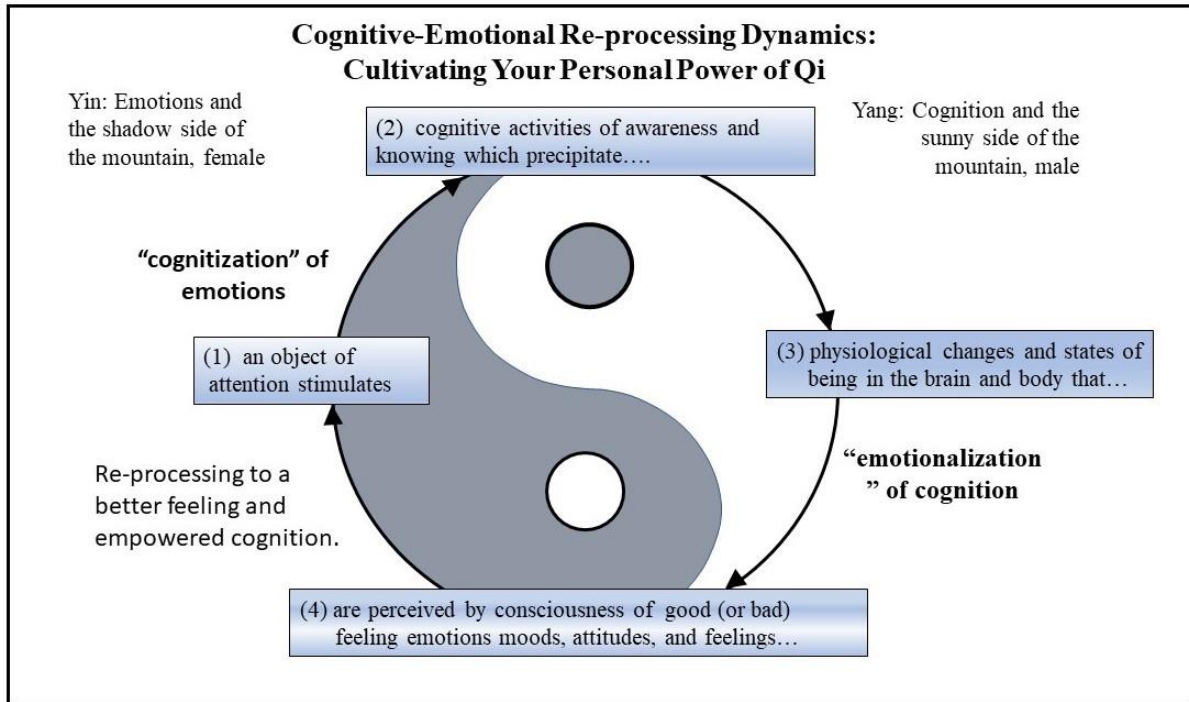 Cognitive-Emotional Re-processing Dynamics:
Cultivating Your Personal Power of Qi
Yin: Emotions and
the shadow side of
the mountain, female
Yang: Cognition and the
sunny side of the
mountain, male
(2) cognitive activities of awareness and
knowing which precipitate….
“cognitization” of
emotions
(1) an object of
attention stimulates
(3) physiological changes and states of
being in the brain and body that…
“emotionalization
” of cognition
Re-processing to a
better feeling and
empowered cognition.
(4) are perceived by consciousness of good (or bad)
feeling emotions moods, attitudes, and feelings…